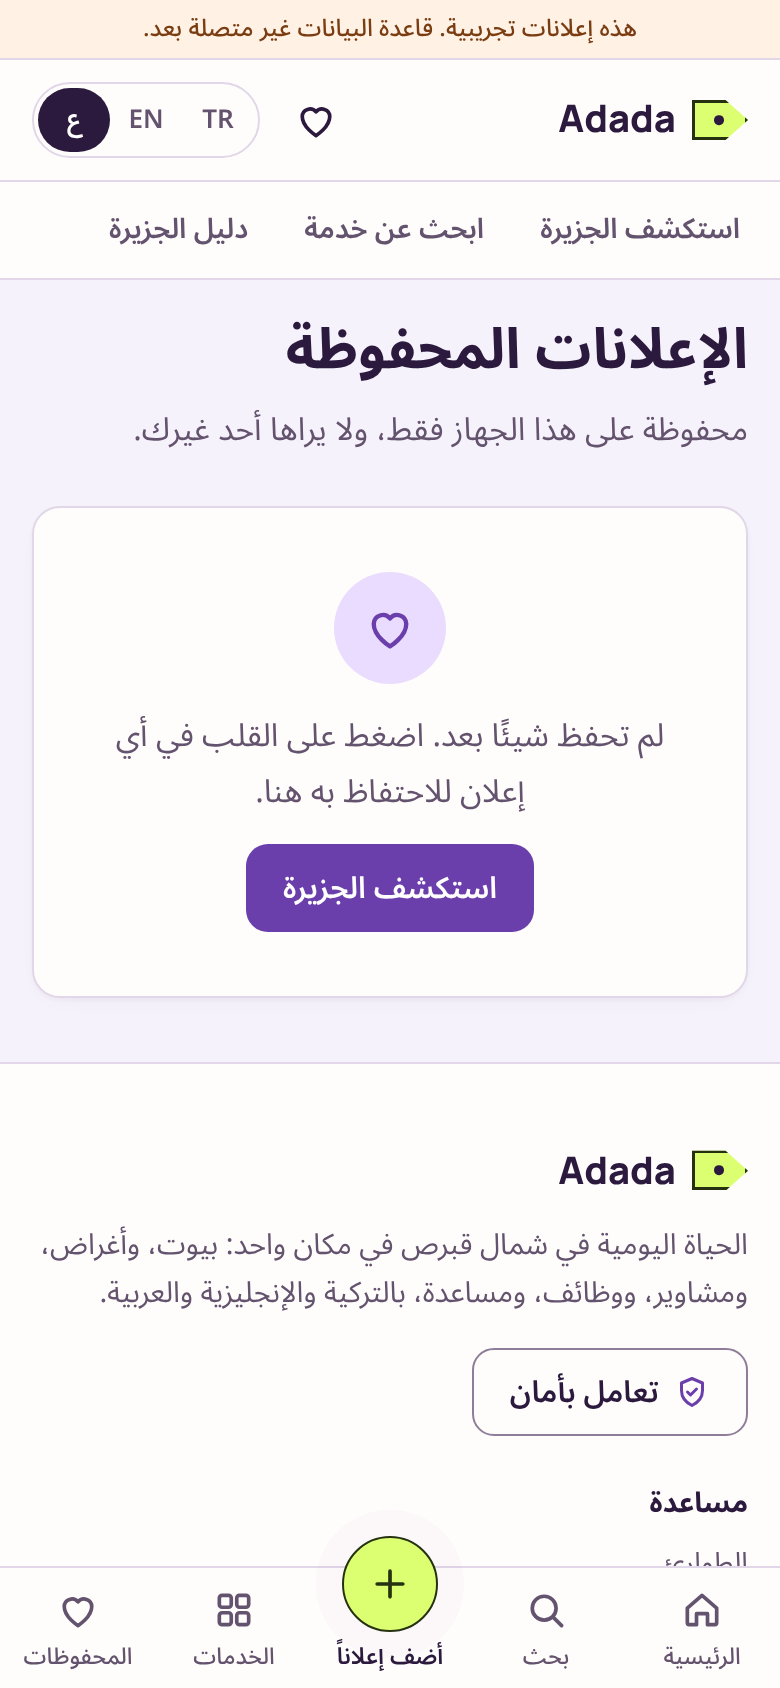 هذه إعلانات تجريبية. قاعدة البيانات غير متصلة بعد.
Adada
TR EN ع
استكشف الجزيرة ابحث عن خدمة دليل الجزيرة
الإعلانات المحفوظة
محفوظة على هذا الجهاز فقط، ولا يراها أحد غيرك.
لم تحفظ شيئًا بعد. اضغط على القلب في أي
إعلان للاحتفاظ به هنا.
استكشف الجزيرة
Adada
الحياة اليومية في شمال قبرص في مكان واحد: بيوت، وأغراض،
ومشاوير، ووظائف، ومساعدة، بالتركية والإنجليزية والعربية.
تعامل بأمان
مساعدة
الطوارئ
الرئيسية بحث أضف إعلاناً الخدمات المحفوظات